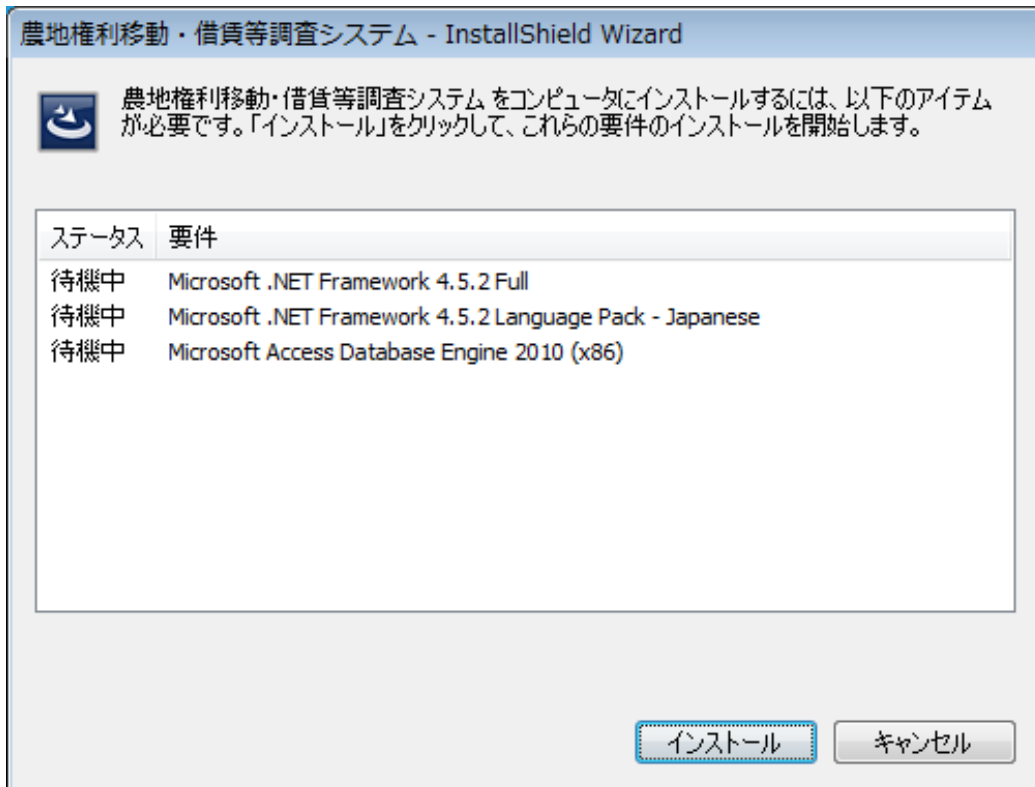 農地権利移動・借賃等調査システム - InstallShield Wizard
農地権利移動・借賃等調査システム をコンピュータにインストールするには、以下のアイテム
が必要です。「インストール」をクリックして、これらの要件のインストールを開始します。
ステータス 要件
待機中 Microsoft .NET Framework 4.5.2 Full
待機中 Microsoft .NET Framework 4.5.2 Language Pack - Japanese
待機中 Microsoft Access Database Engine 2010 (x86)
インストール キャンセル